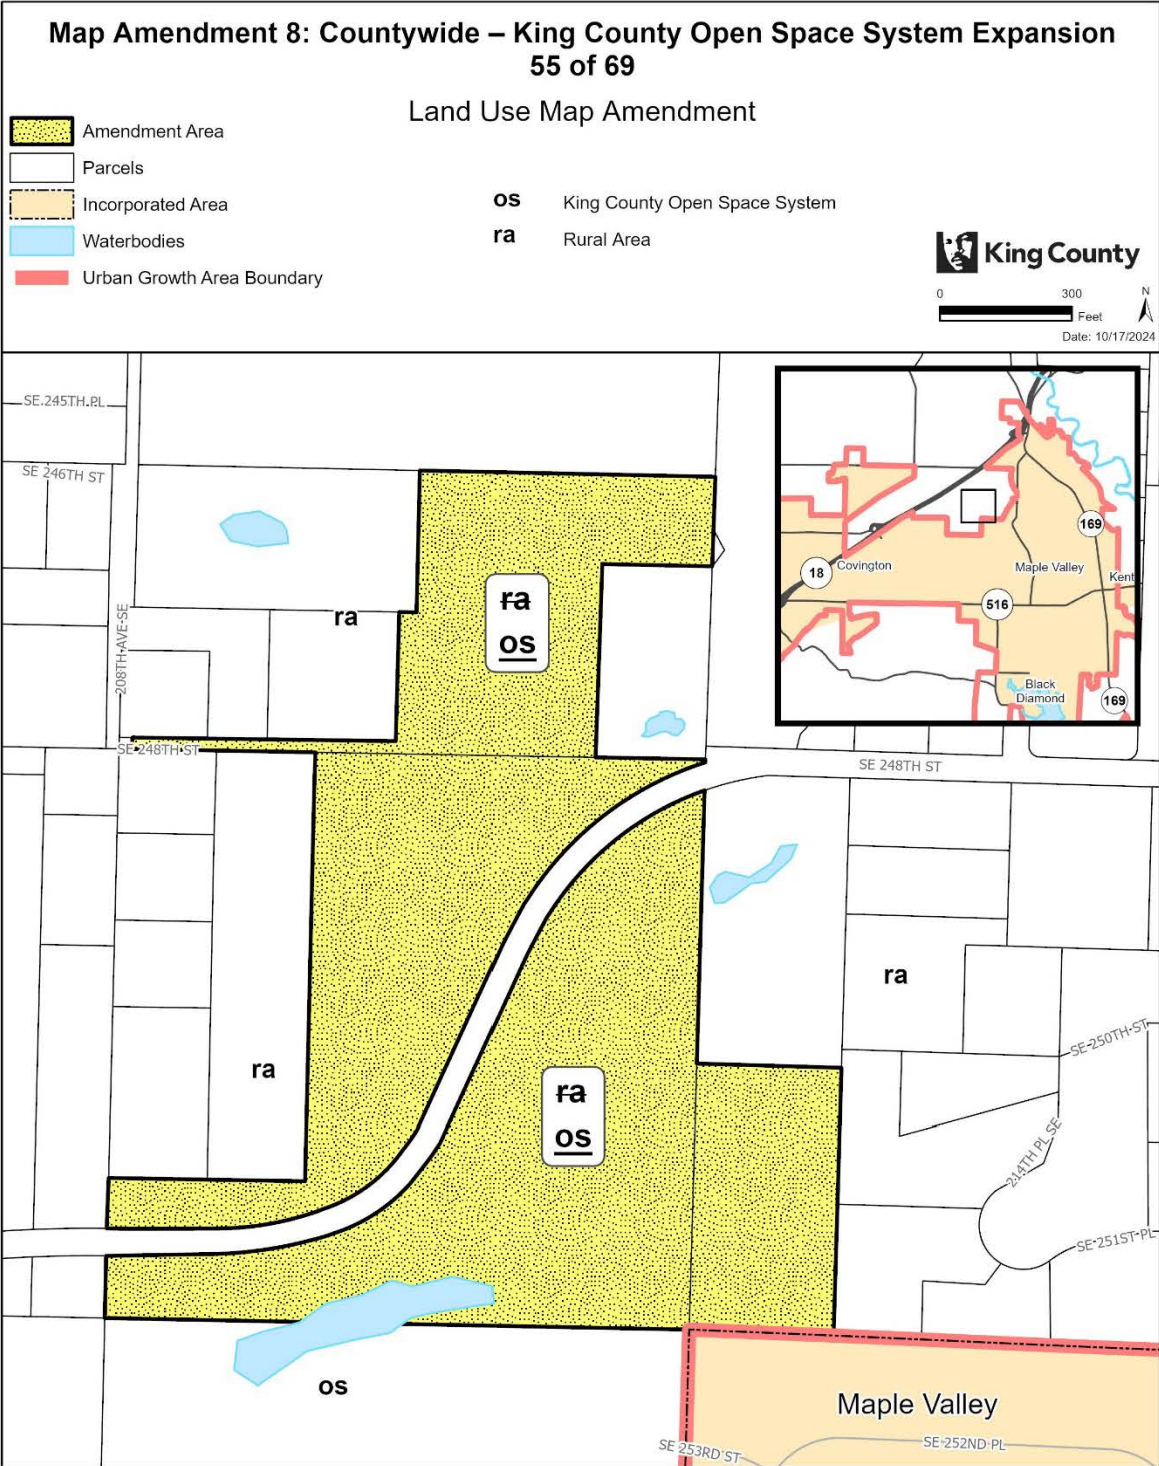 Map Amendment 8: Countywide – King County Open Space System Expansion
55 of 69
Land Use Map Amendment
Amendment Area
Parcels
Incorporated Area
Waterbodies
Urban Growth Area Boundary
os King County Open Space System
ra Rural Area
King County
0 300
Feet
N
Date: 10/17/2024
SE 245TH PL
SE 246TH ST
208TH AVE SE
ra
ra
os
SE 248TH ST
169
18
Covington
Maple Valley
Kent
516
Black
Diamond
169
SE 248TH ST
ra
ra
ra
os
SE 250TH ST
214TH PL SE
SE 251ST PL
os
Maple Valley
SE 253RD ST
SE 252ND PL